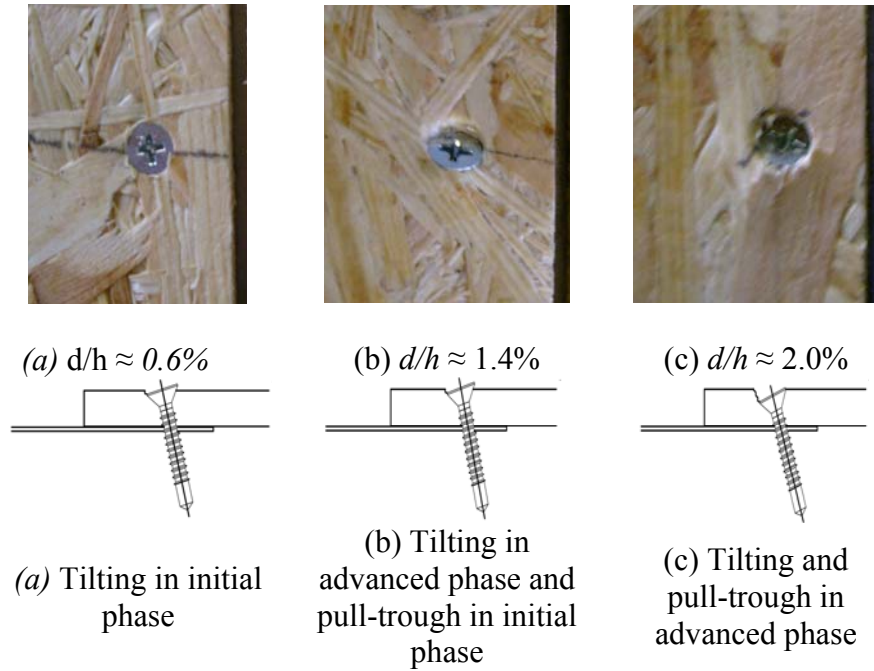 (a) d/h ≈ 0.6%
(b) d/h ≈ 1.4%
(c) d/h ≈ 2.0%
(a) Tilting in initial
phase
(b) Tilting in
advanced phase and
pull-trough in initial
phase
(c) Tilting and
pull-trough in
advanced phase